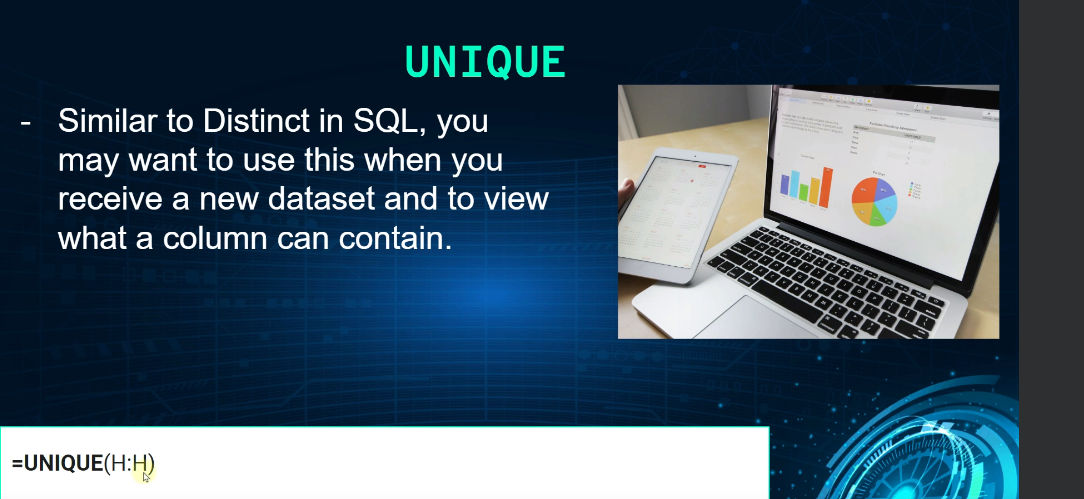 UNIQUE
- Similar to Distinct in SQL, you
may want to use this when you
receive a new dataset and to view
what a column can contain.
=UNIQUE(H:H)